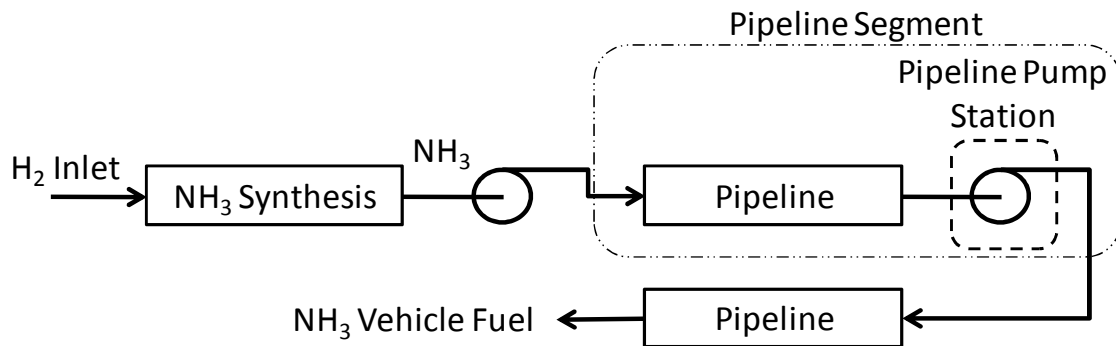 Pipeline Segment
Pipeline Pump
Station
H₂ Inlet
NH₃ Synthesis
NH₃
Pipeline
NH₃ Vehicle Fuel
Pipeline